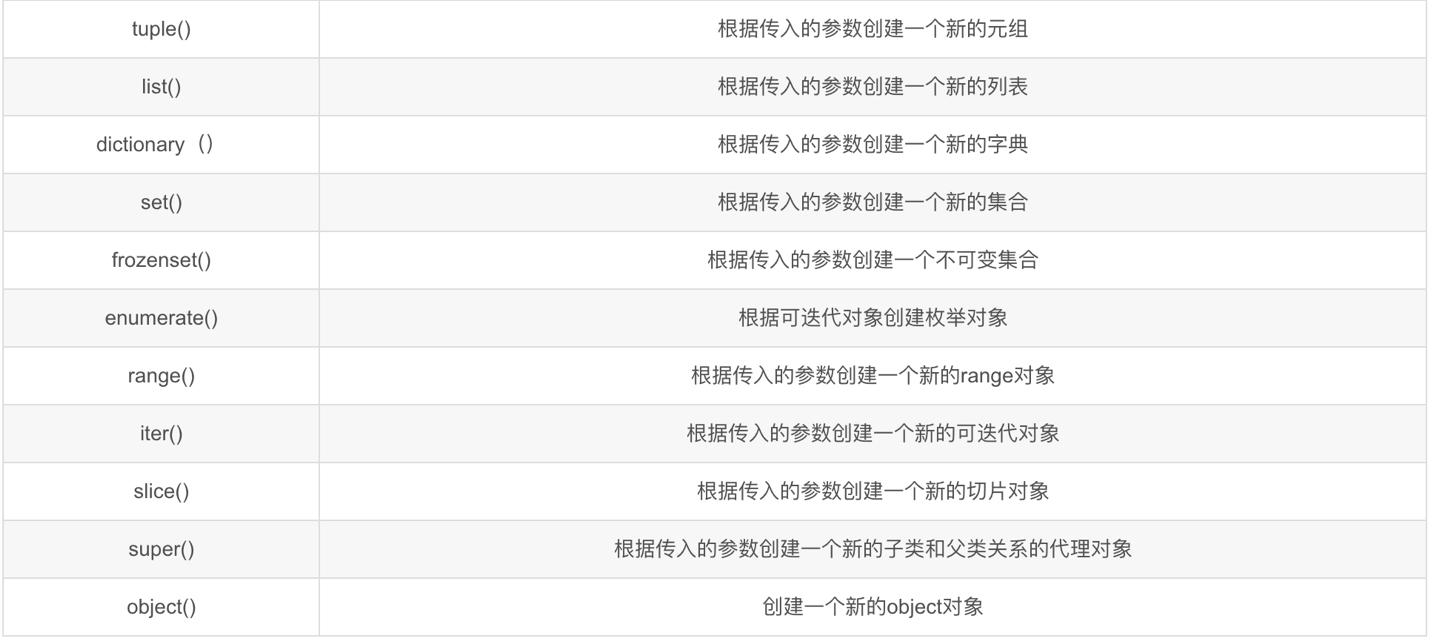 tuple() 根据传入的参数创建一个新的元组
list() 根据传入的参数创建一个新的列表
dictionary（） 根据传入的参数创建一个新的字典
set() 根据传入的参数创建一个新的集合
frozenset() 根据传入的参数创建一个不可变集合
enumerate() 根据可迭代对象创建枚举对象
range() 根据传入的参数创建一个新的range对象
iter() 根据传入的参数创建一个新的可迭代对象
slice() 根据传入的参数创建一个新的切片对象
super() 根据传入的参数创建一个新的子类和父类关系的代理对象
object() 创建一个新的object对象